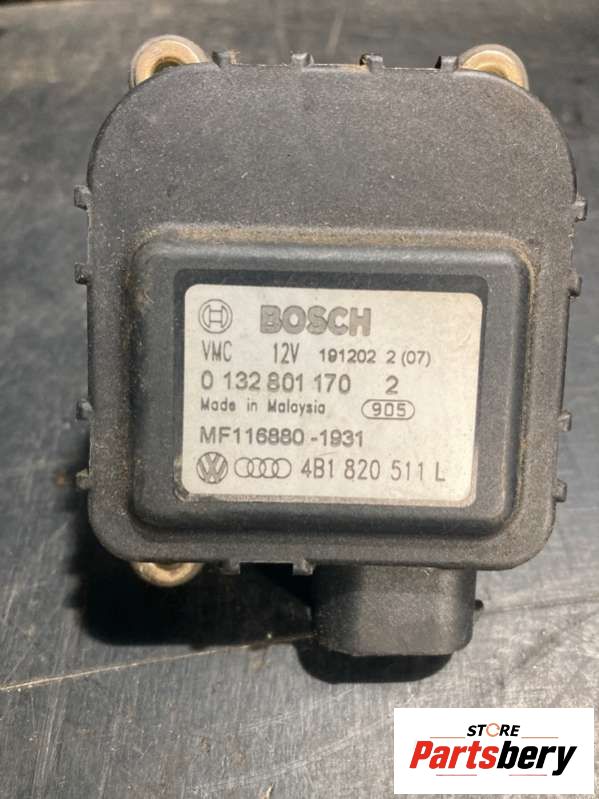 BOSCH
VMC 12V 191202 2 (07)
0 132 801 170 2
Made in Malaysia 905
MF116880-1931
4B1 820 511 L
STORE
Partsbery